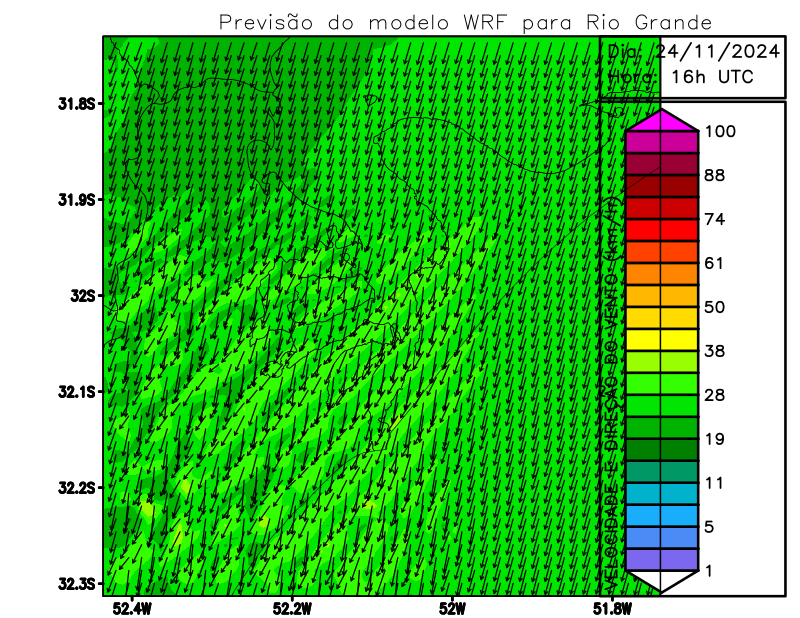 Previsão do modelo WRF para Rio Grande
Dia: 24/11/2024
Hora: 16h UTC
31.8S
31.9S
32S
32.1S
32.2S
32.3S
52.4W
52.2W
52W
51.8W
VELOCIDADE E DIREÇÃO DO VENTO (km/h)
100
88
74
61
50
38
28
19
11
5
1